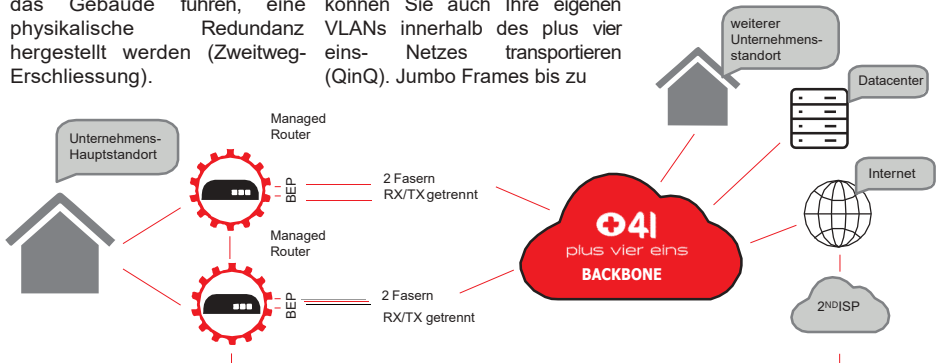 das Gebäude führen, eine
physikalische Redundanz
hergestellt werden (Zweitweg-
Erschliessung).
können Sie auch Ihre eigenen
VLANs innerhalb des plus vier
eins- Netzes transportieren
(QinQ). Jumbo Frames bis zu
weiterer
Unternehmens-
standort
Datacenter
Unternehmens-
Hauptstandort
Managed
Router
BEP
2 Fasern
RX/TX getrennt
Internet
+41
plus vier eins
BACKBONE
Managed
Router
BEP
2 Fasern
RX/TX getrennt
2ND ISP